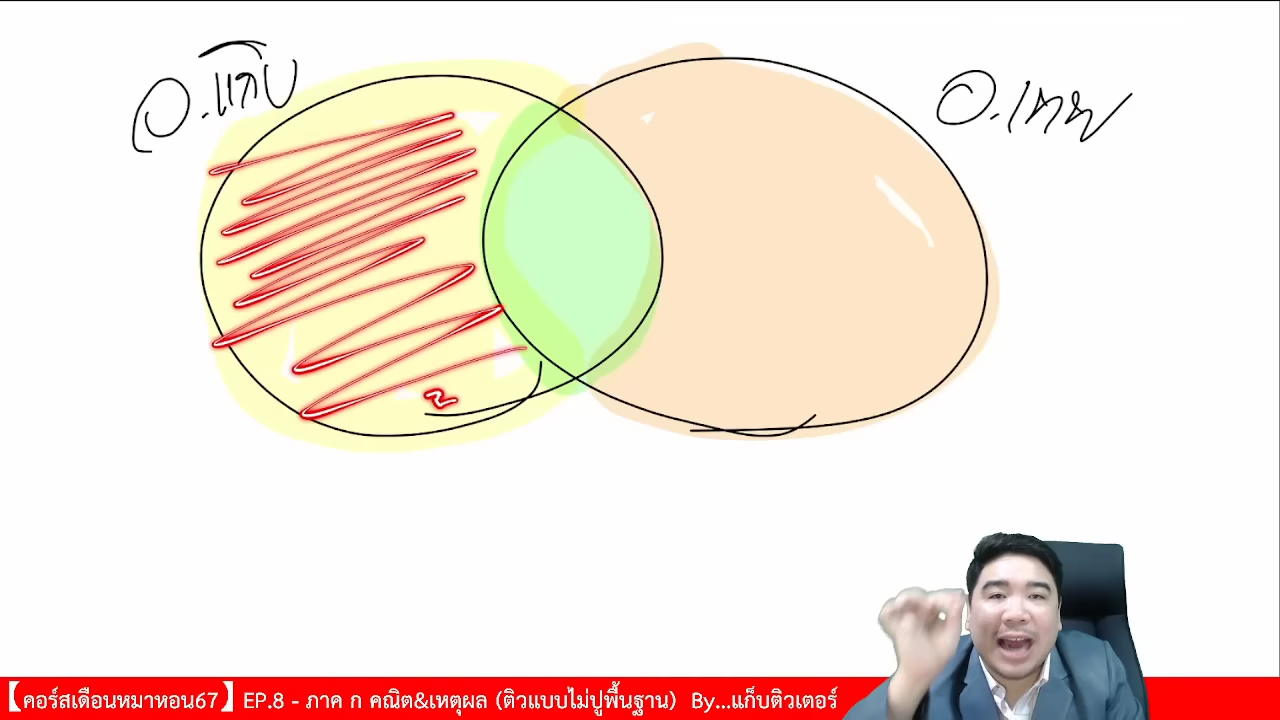 อ.แก๊บ
อ.เทพ
【คอร์สเดือนหมาหอน67】 EP.8 - ภาค ก คณิต&เหตุผล (ติวแบบไม่ปูพื้นฐาน) By...แก็บติวเตอร์